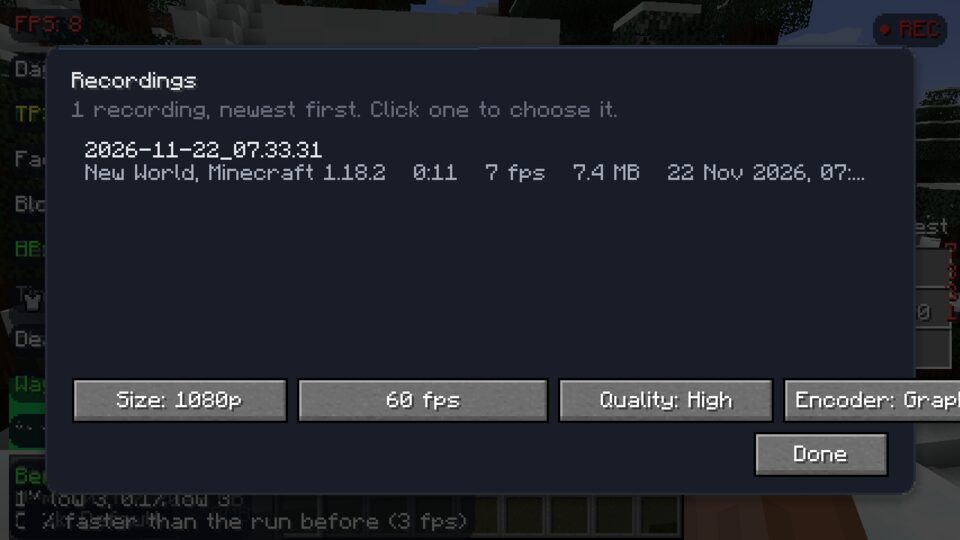 FPS: 8
REC
Recordings
1 recording, newest first. Click one to choose it.
2026-11-22_07.33.31
New World, Minecraft 1.18.2 0:11 7 fps 7.4 MB 22 Nov 2026, 07:...
Size: 1080p
60 fps
Quality: High
Encoder: Grap
Done
faster than the run before (3 fps)